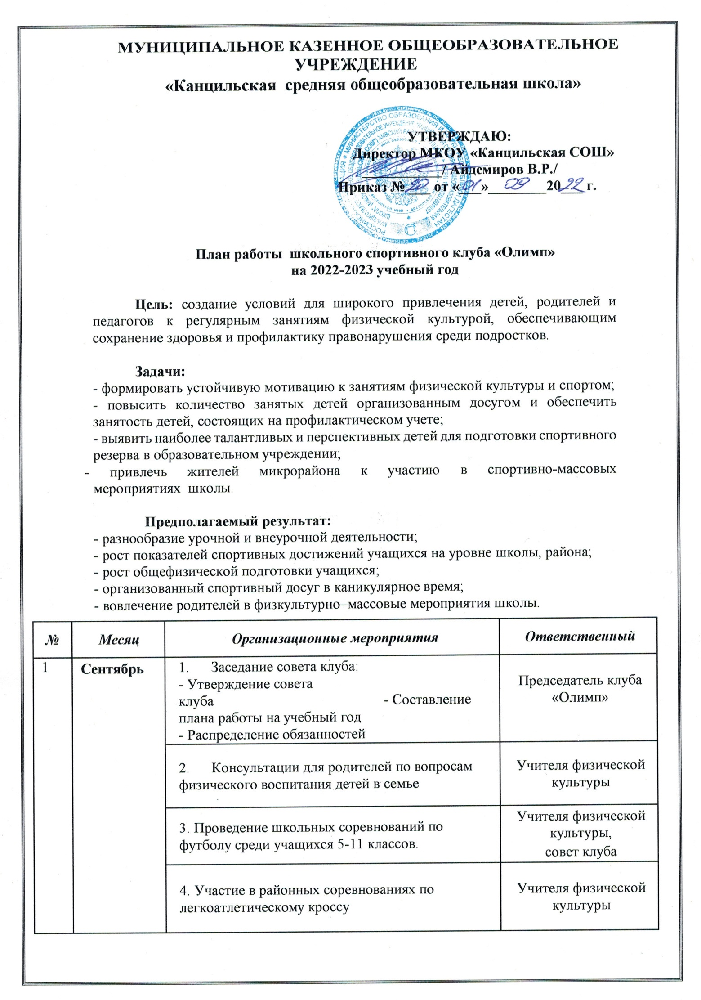 МУНИЦИПАЛЬНОЕ КАЗЕННОЕ ОБЩЕОБРАЗОВАТЕЛЬНОЕ
УЧРЕЖДЕНИЕ
«Канцильская средняя общеобразовательная школа»
УТВЕРЖДАЮ:
Директор МКОУ «Канцильская СОШ»
___________/ Айдемиров В.Р./
Приказ № 20 от «01» 09 2022 г.
План работы школьного спортивного клуба «Олимп»
на 2022-2023 учебный год
Цель: создание условий для широкого привлечения детей, родителей и
педагогов к регулярным занятиям физической культурой, обеспечивающим
сохранение здоровья и профилактику правонарушения среди подростков.
Задачи:
- формировать устойчивую мотивацию к занятиям физической культуры и спортом;
- повысить количество занятых детей организованным досугом и обеспечить
занятость детей, состоящих на профилактическом учете;
- выявить наиболее талантливых и перспективных детей для подготовки спортивного
резерва в образовательном учреждении;
- привлечь жителей микрорайона к участию в спортивно-массовых
мероприятиях школы.
Предполагаемый результат:
- разнообразие урочной и внеурочной деятельности;
- рост показателей спортивных достижений учащихся на уровне школы, района;
- рост общефизической подготовки учащихся;
- организованный спортивный досуг в каникулярное время;
- вовлечение родителей в физкультурно–массовые мероприятия школы.
№ Месяц Организационные мероприятия Ответственный
1 Сентябрь 1. Заседание совета клуба:
- Утверждение совета
клуба - Составление
плана работы на учебный год
- Распределение обязанностей
Председатель клуба
«Олимп»
2. Консультации для родителей по вопросам
физического воспитания детей в семье
Учителя физической
культуры
3. Проведение школьных соревнований по
футболу среди учащихся 5-11 классов.
Учителя физической
культуры,
совет клуба
4. Участие в районных соревнованиях по
легкоатлетическому кроссу
Учителя физической
культуры